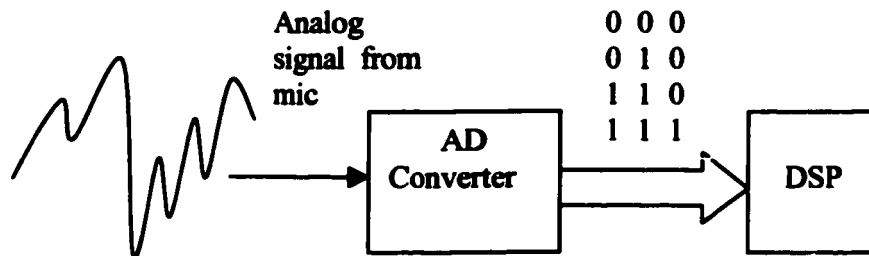 Analog
signal from
mic
0 0 0
0 1 0
1 1 0
1 1 1
AD
Converter
DSP